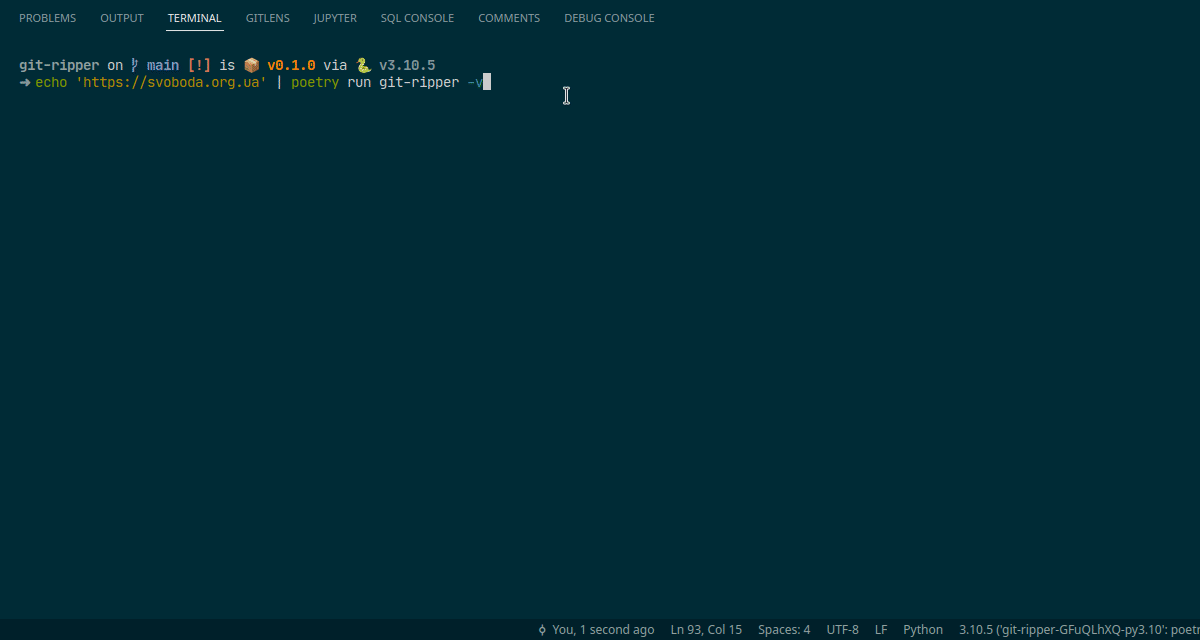 PROBLEMS OUTPUT TERMINAL GITLENS JUPYTER SQL CONSOLE COMMENTS DEBUG CONSOLE
git-ripper on main [!] is 📦 v0.1.0 via 🐍 v3.10.5
➜ echo 'https://svoboda.org.ua' | poetry run git-ripper -v
You, 1 second ago Ln 93, Col 15 Spaces: 4 UTF-8 LF Python 3.10.5 ('git-ripper-GFuQLhXQ-py3.10': poetr